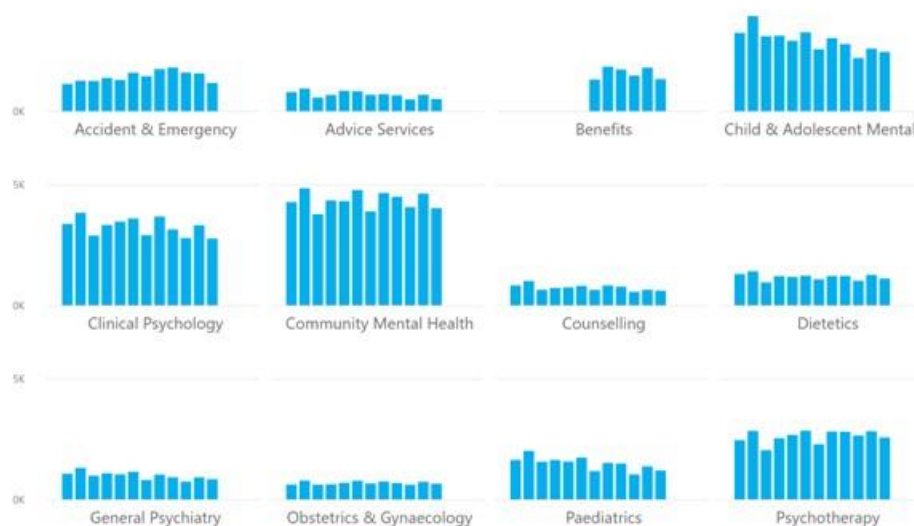 0K
Accident & Emergency Advice Services Benefits Child & Adolescent Mental
5K
0K
Clinical Psychology Community Mental Health Counselling Dietetics
5K
0K
General Psychiatry Obstetrics & Gynaecology Paediatrics Psychotherapy